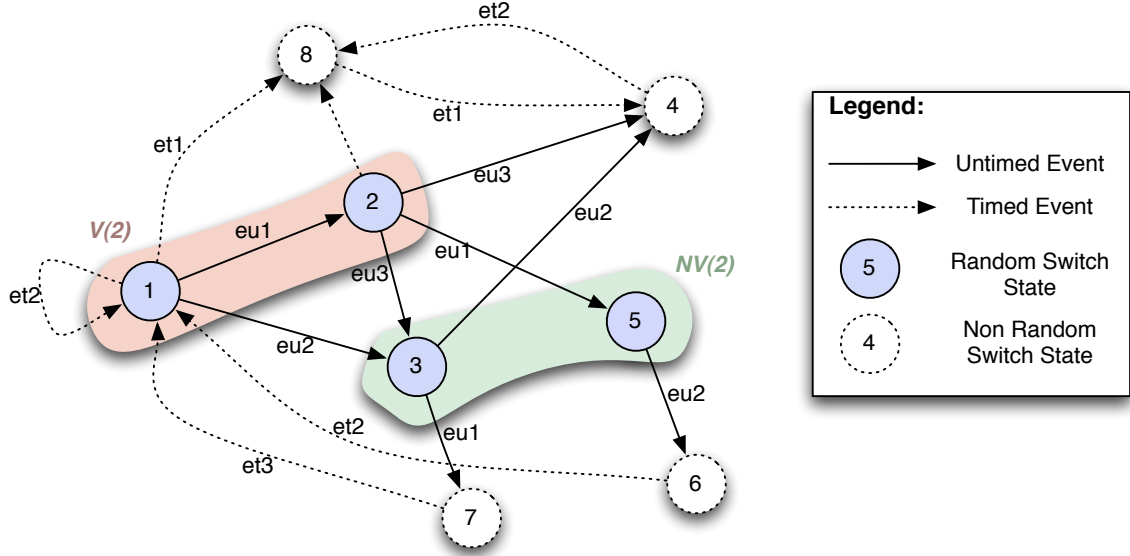 et2
8
4
et1
et1
eu3
2
V(2)
eu1
eu2
eu1
NV(2)
eu3
1
et2
5
eu2
3
eu2
et2
eu1
et3
6
7
Legend:
Untimed Event
Timed Event
5
Random Switch
State
4
Non Random
Switch State